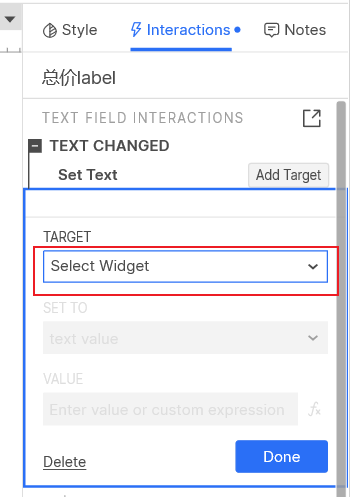 Style Interactions Notes
总价label
TEXT FIELD INTERACTIONS
TEXT CHANGED
Set Text Add Target
TARGET
Select Widget
SET TO
text value
VALUE
Enter value or custom expression fx
Delete Done